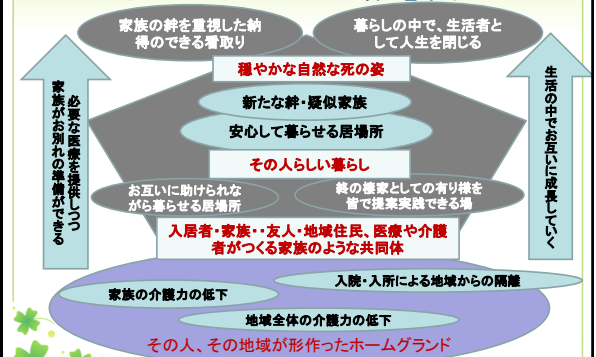 家族の絆を重視した納
得のできる看取り
暮らしの中で、生活者と
して人生を閉じる
穏やかな自然な死の姿
新たな絆・疑似家族
安心して暮らせる居場所
その人らしい暮らし
お互いに助けられな
がら暮らせる居場所
終の棲家としての有り様を
皆で提案実践できる場
入居者・家族・・友人・地域住民、医療や介護
者がつくる家族のような共同体
入院・入所による地域からの隔離
家族の介護力の低下
地域全体の介護力の低下
その人、その地域が形作ったホームグランド
必要な医療を提供しつつ
家族がお別れの準備ができる
生活の中でお互いに成長していく